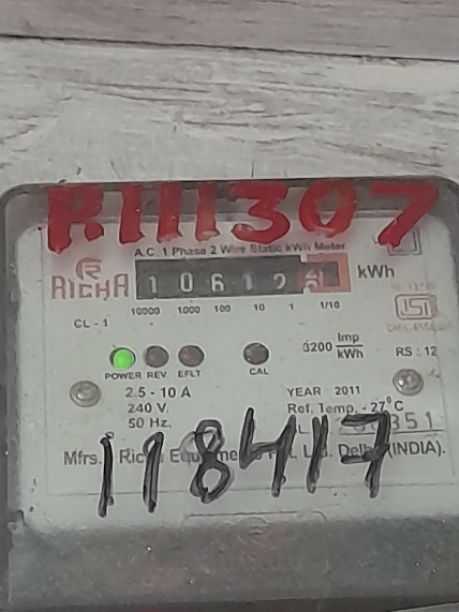 R111307
A.C. 1 Phase 2 Wire Static kWh Meter.
RICHA
1 0 6 1 2
kWh
10000 1000 100 10 1 1/10
ISI
CL - 1
3200 Imp/kWh
RS : 12
POWER REV. EFLT CAL
2.5 - 10 A
240 V.
50 Hz.
YEAR 2011
Ref. Temp. - 27°C
351
Mfrs. Delhi (INDIA).
118417